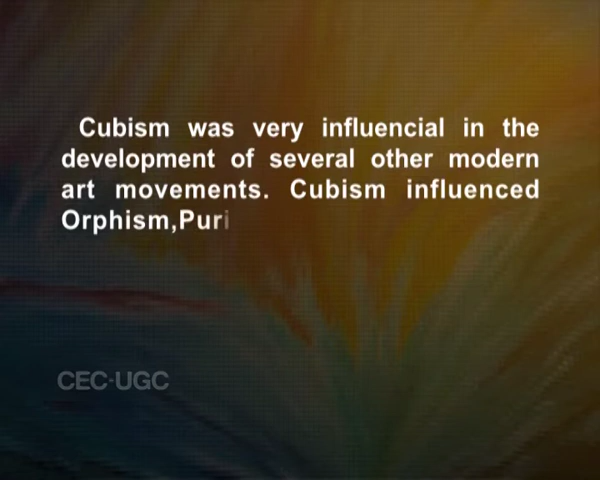 Cubism was very influencial in the
development of several other modern
art movements. Cubism influenced
Orphism,Puri
CEC-UGC